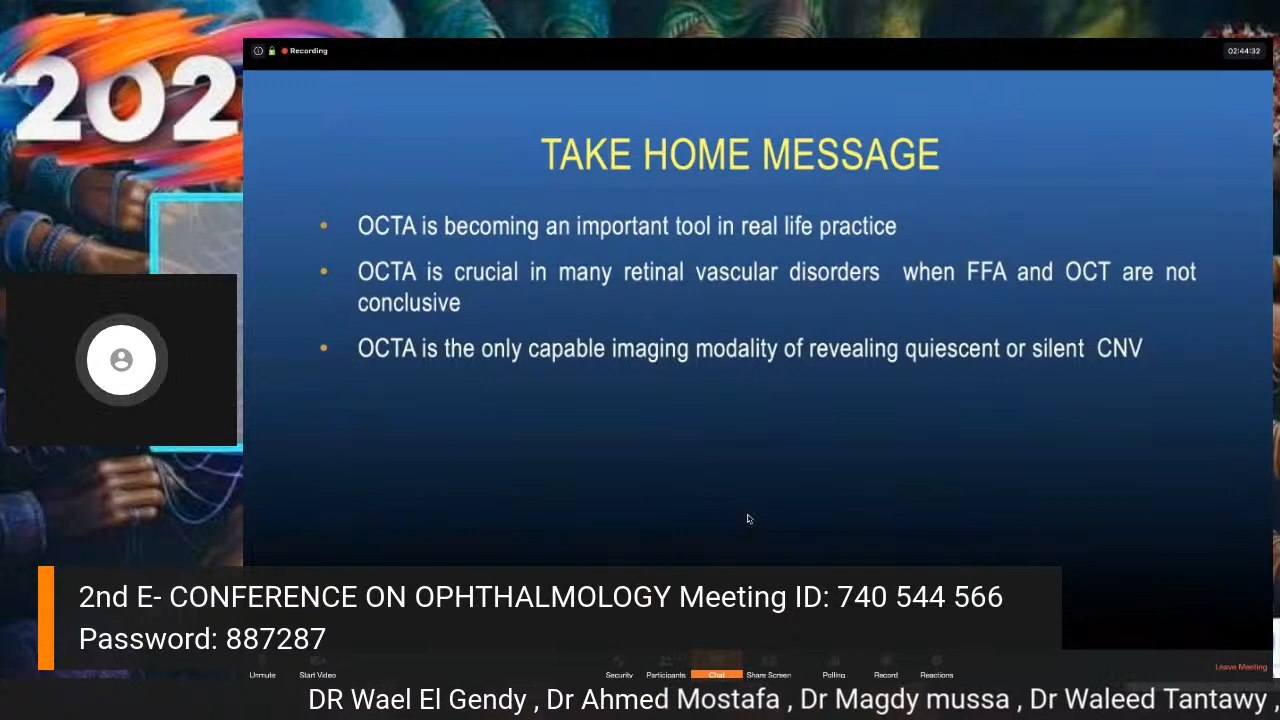 202
Recording
02:44:32
TAKE HOME MESSAGE
• OCTA is becoming an important tool in real life practice
• OCTA is crucial in many retinal vascular disorders when FFA and OCT are not
conclusive
• OCTA is the only capable imaging modality of revealing quiescent or silent CNV
2nd E- CONFERENCE ON OPHTHALMOLOGY Meeting ID: 740 544 566
Password: 887287
Unmute Start Video Security Participants Chat Share Screen Polling Record Reactions Leave Meeting
DR Wael El Gendy , Dr Ahmed Mostafa , Dr Magdy mussa , Dr Waleed Tantawy ,